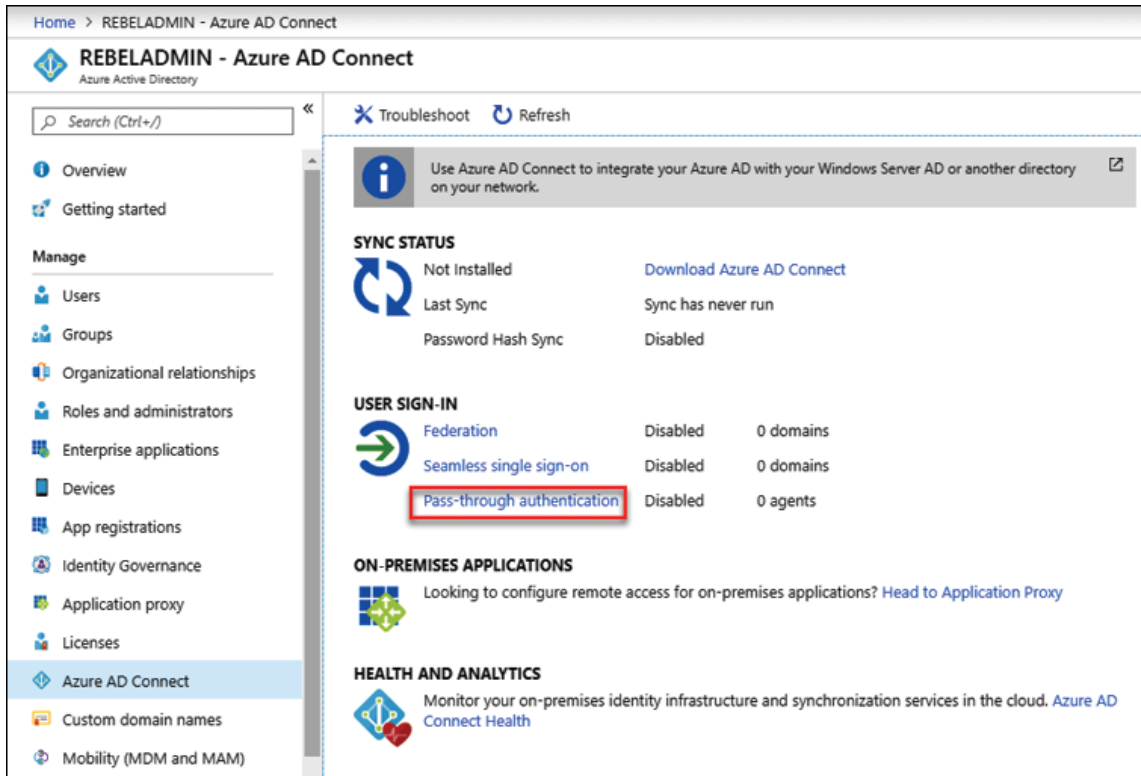 Home > REBELADMIN - Azure AD Connect
REBELADMIN - Azure AD Connect
Azure Active Directory
Search (Ctrl+/)
«
Overview
Getting started
Manage
Users
Groups
Organizational relationships
Roles and administrators
Enterprise applications
Devices
App registrations
Identity Governance
Application proxy
Licenses
Azure AD Connect
Custom domain names
Mobility (MDM and MAM)
Troubleshoot Refresh
Use Azure AD Connect to integrate your Azure AD with your Windows Server AD or another directory
on your network.
SYNC STATUS
Not Installed Download Azure AD Connect
Last Sync Sync has never run
Password Hash Sync Disabled
USER SIGN-IN
Federation Disabled 0 domains
Seamless single sign-on Disabled 0 domains
Pass-through authentication Disabled 0 agents
ON-PREMISES APPLICATIONS
Looking to configure remote access for on-premises applications? Head to Application Proxy
HEALTH AND ANALYTICS
Monitor your on-premises identity infrastructure and synchronization services in the cloud. Azure AD
Connect Health